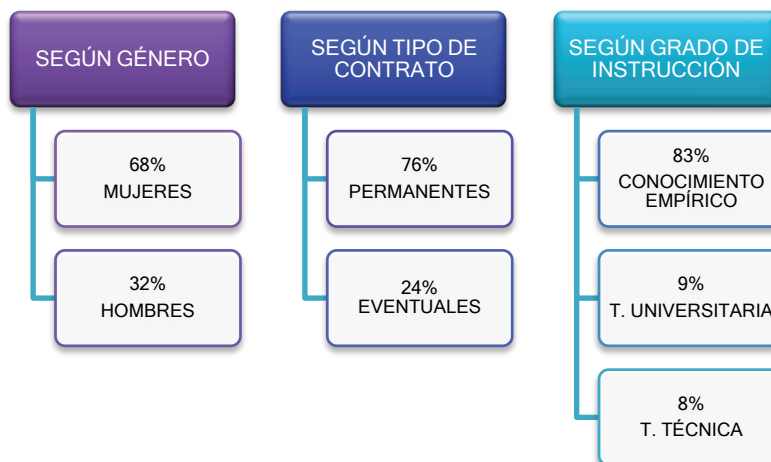 SEGÚN GÉNERO
68%
MUJERES
32%
HOMBRES
SEGÚN TIPO DE
CONTRATO
76%
PERMANENTES
24%
EVENTUALES
SEGÚN GRADO DE
INSTRUCCIÓN
83%
CONOCIMIENTO
EMPÍRICO
9%
T. UNIVERSITARIA
8%
T. TÉCNICA